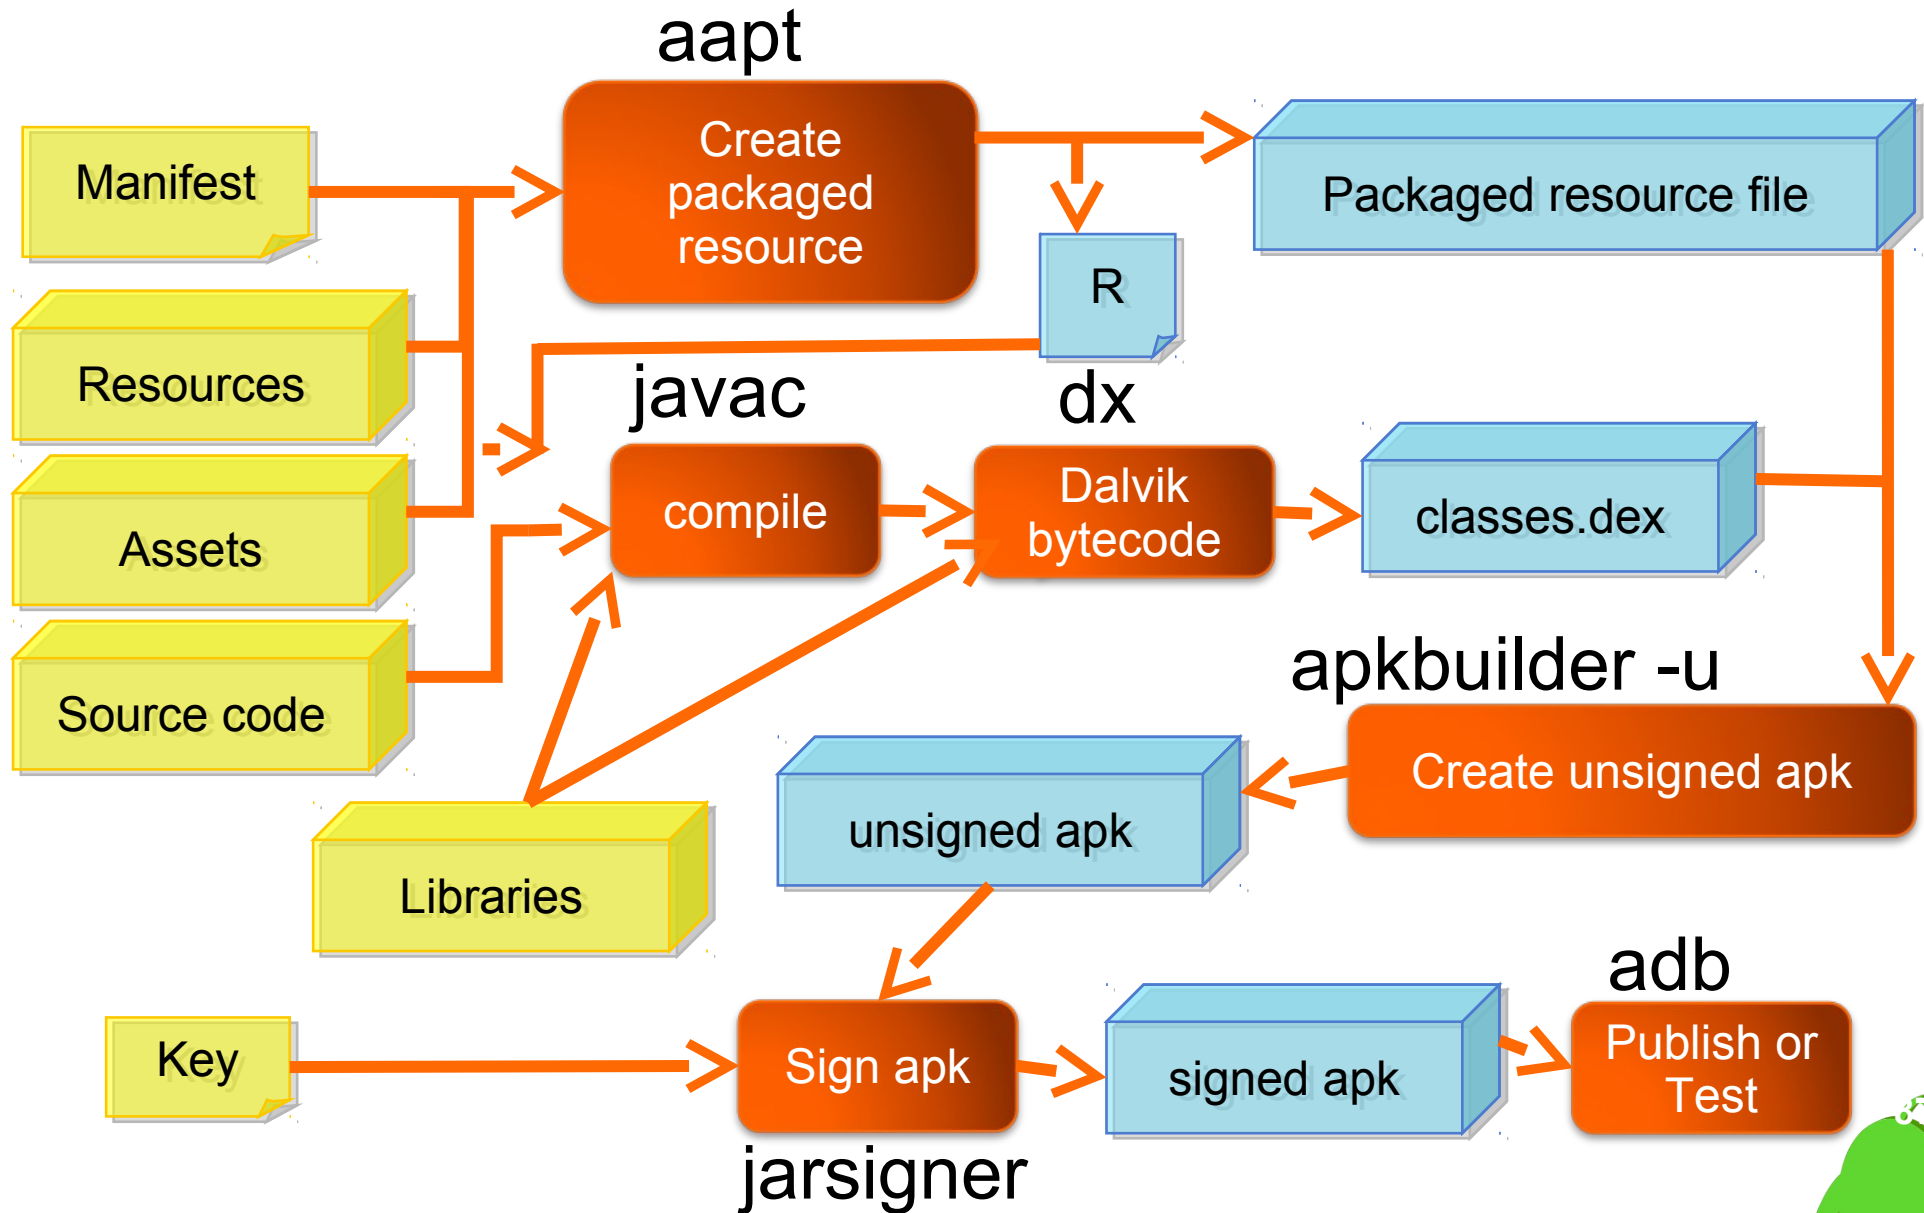 aapt
Manifest
Create
packaged
resource
Packaged resource file
R
Resources
javac
dx
compile
Dalvik
bytecode
classes.dex
Assets
Source code
apkbuilder -u
Create unsigned apk
unsigned apk
Libraries
adb
Key
Sign apk
signed apk
Publish or
Test
jarsigner